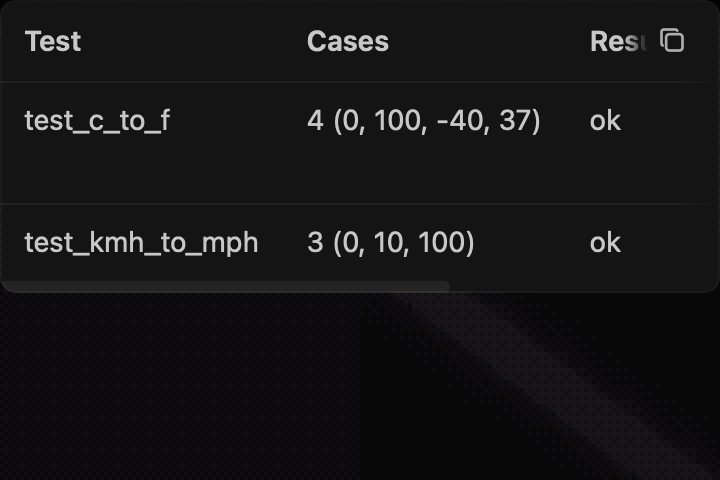 Test Cases
test_c_to_f 4 (0, 100, -40, 37) ok
test_kmh_to_mph 3 (0, 10, 100) ok